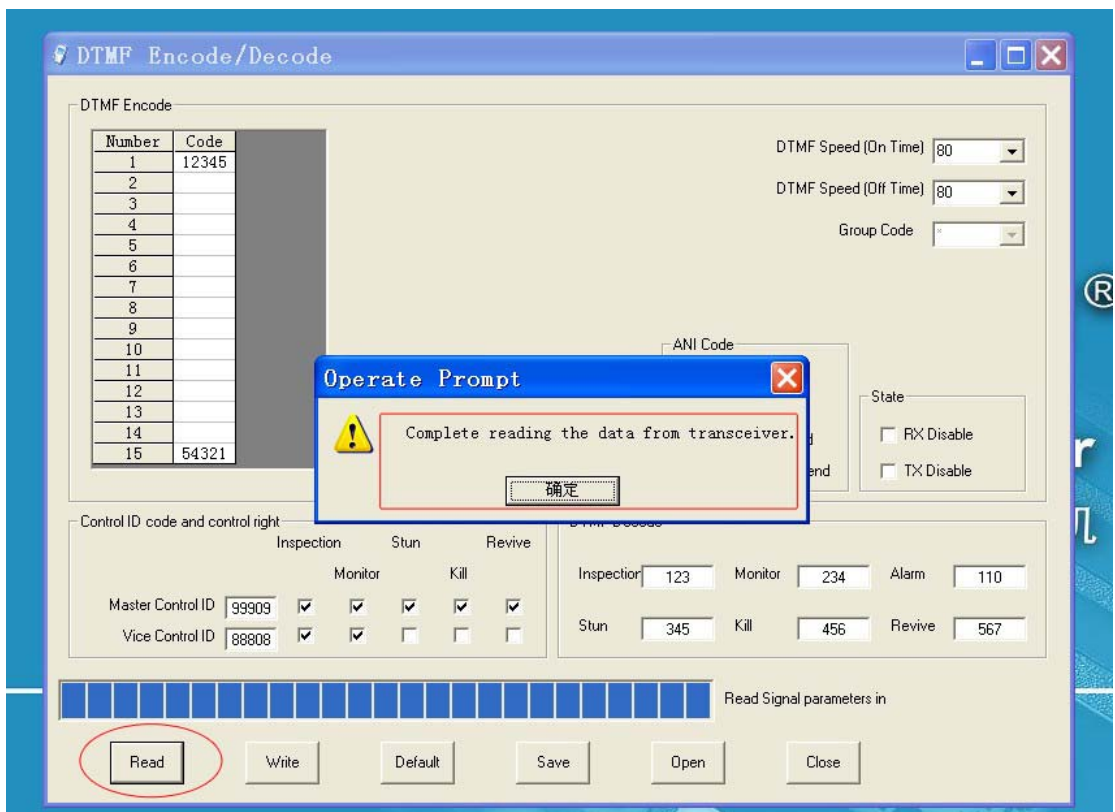 DTMF Encode/Decode
DTMF Encode
Number Code
1 12345
2
3
4
5
6
7
8
9
10
11
12
13
14
15 54321
DTMF Speed (On Time) 80
DTMF Speed (Off Time) 80
Group Code *
ANI Code
State
RX Disable
TX Disable
end
®
r
机
Operate Prompt
Complete reading the data from transceiver.
确定
Control ID code and control right
Inspection Stun Revive
Monitor Kill
Master Control ID 99909
Vice Control ID 88808
Inspection 123 Monitor 234 Alarm 110
Stun 345 Kill 456 Revive 567
Read Signal parameters in
Read Write Default Save Open Close